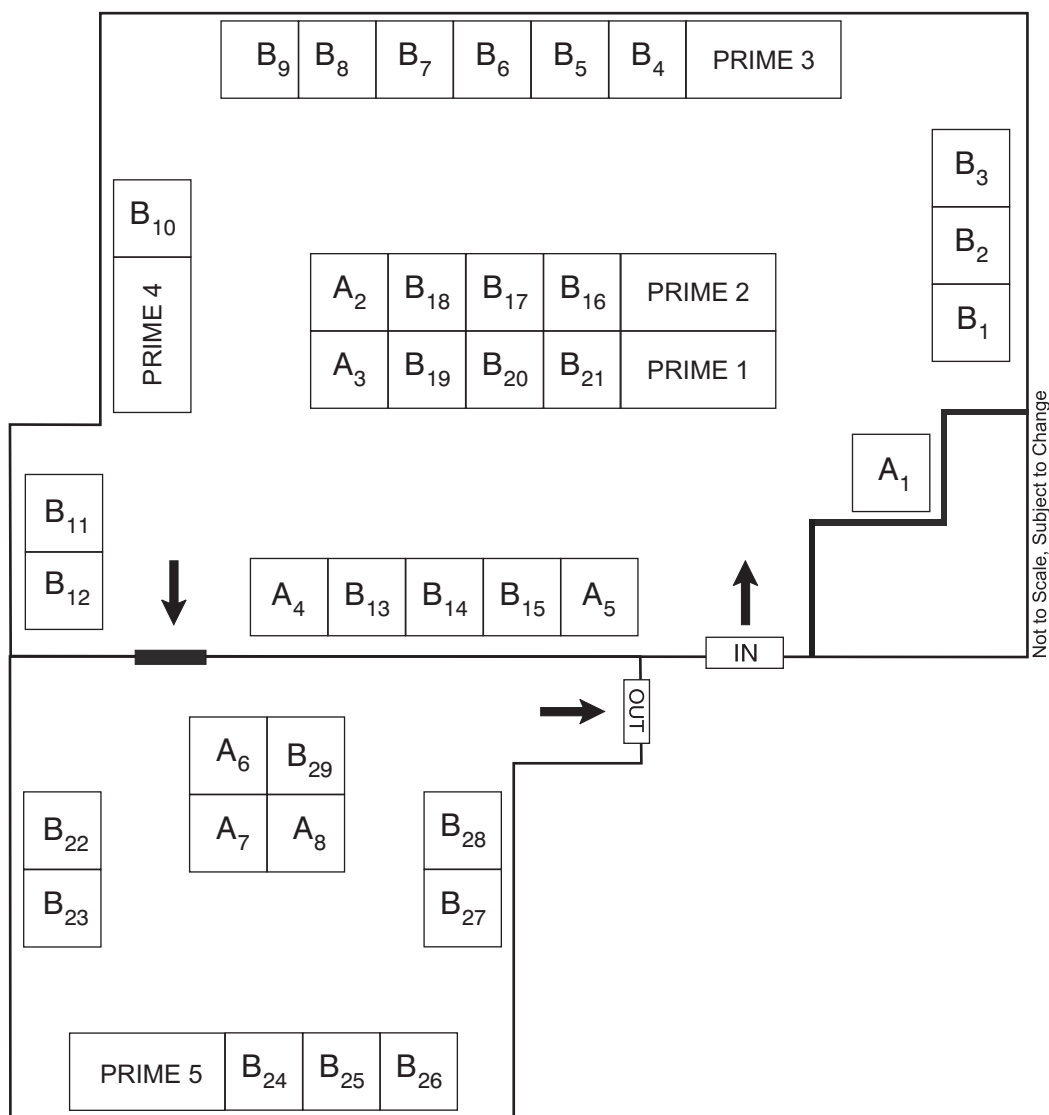 B9 B8 B7 B6 B5 B4 PRIME 3
B3
B10
B2
PRIME 4
A2 B18 B17 B16 PRIME 2
B1
A3 B19 B20 B21 PRIME 1
A1
B11
B12
A4 B13 B14 B15 A5
IN
OUT
A6 B29
A7 A8
B22
B28
B23
B27
PRIME 5 B24 B25 B26
Not to Scale, Subject to Change